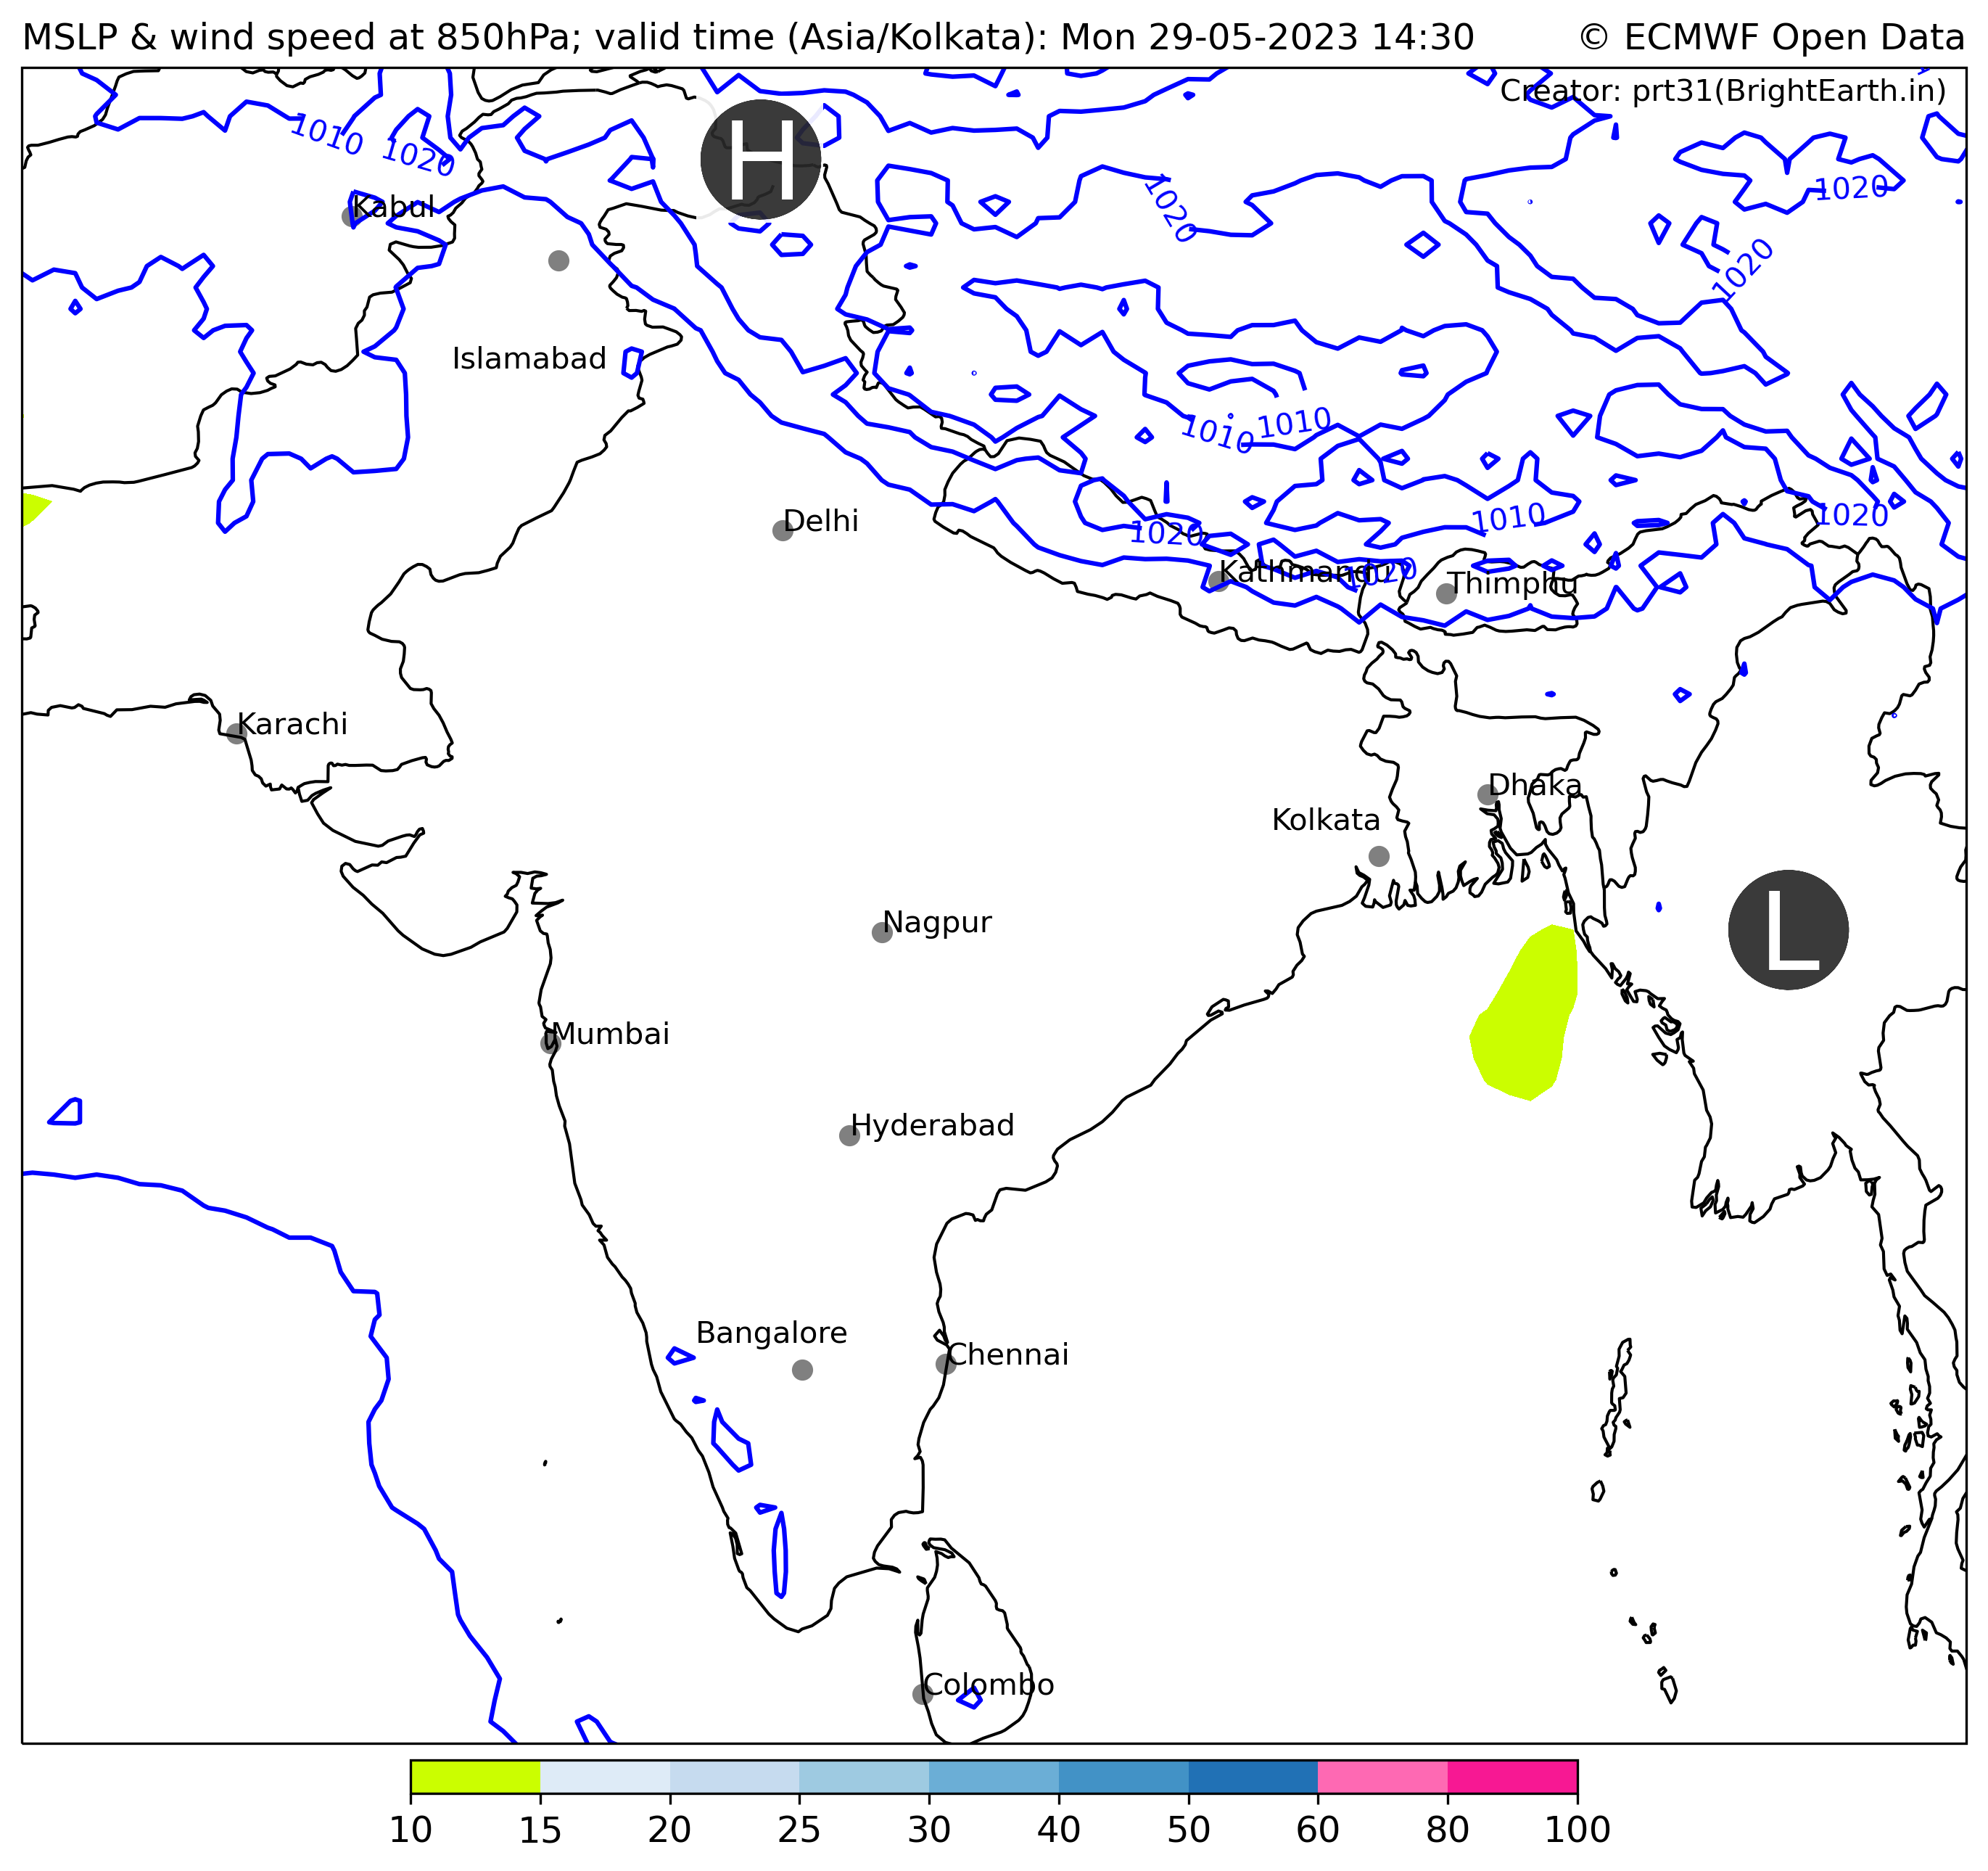 MSLP & wind speed at 850hPa; valid time (Asia/Kolkata): Mon 29-05-2023 14:30
© ECMWF Open Data
Creator: prt31(BrightEarth.in)
H
1010
1020
1020
1020
Kabul
1020
Islamabad
1010
1010
Delhi
1020
1010
1020
Kathmandu
1020
Thimphu
Karachi
Dhaka
Kolkata
Nagpur
L
Mumbai
Hyderabad
Bangalore
Chennai
Colombo
10 15 20 25 30 40 50 60 80 100